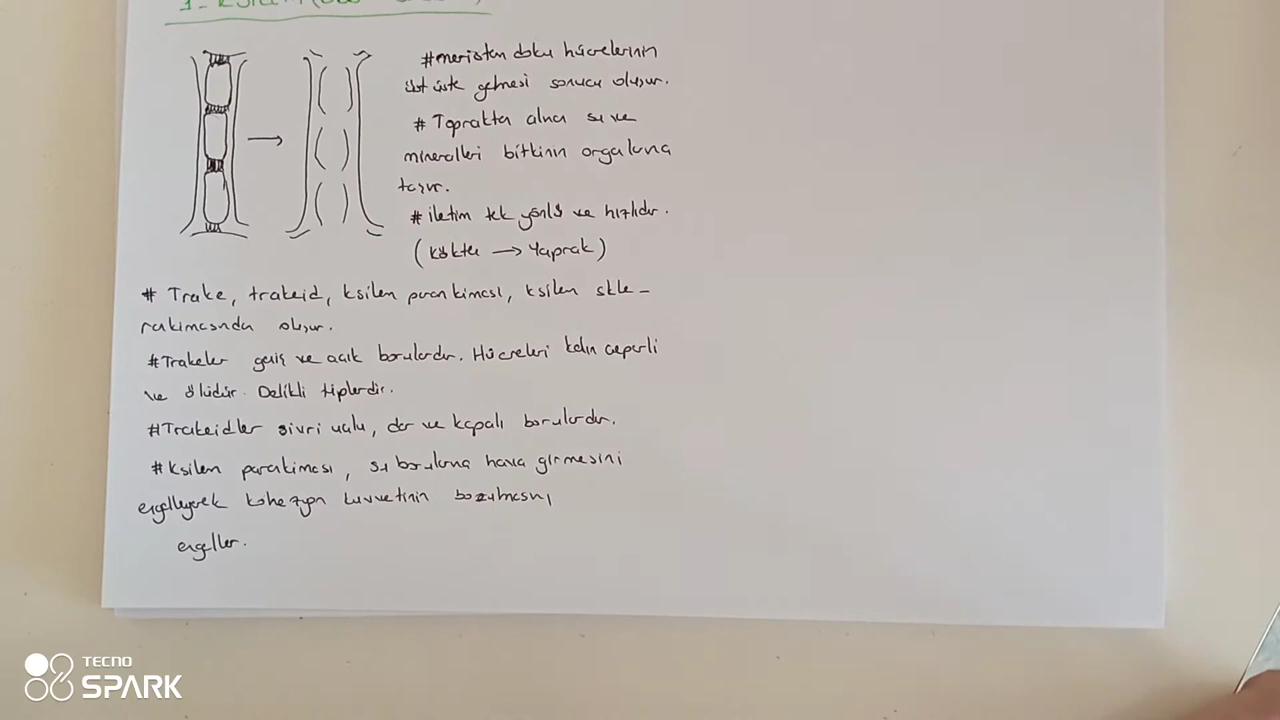 1- Ksilem (
#meristem doku hücrelerinin
üst üste gelmesi sonucu oluşur.
# Topraktan alınan su ve
mineralleri bitkinin organlarına
taşır.
# iletim tek yönlü ve hızlıdır.
(Kökten → Yaprak)
# Trake, trakeid, ksilem parankiması, ksilem skle-
rankimasından oluşur.
#Trakeler geniş ve açık borulardır. Hücreleri kalın çeperli
ve ölüdür. Delikli tiplerdir.
#Trakeidler sivri uçlu, dar ve kapalı borulardır.
#Ksilem parankiması, su borularına hava girmesini
engelleyerek kohezyon kuvvetinin bozulmasını
engeller.
TECNO
SPARK